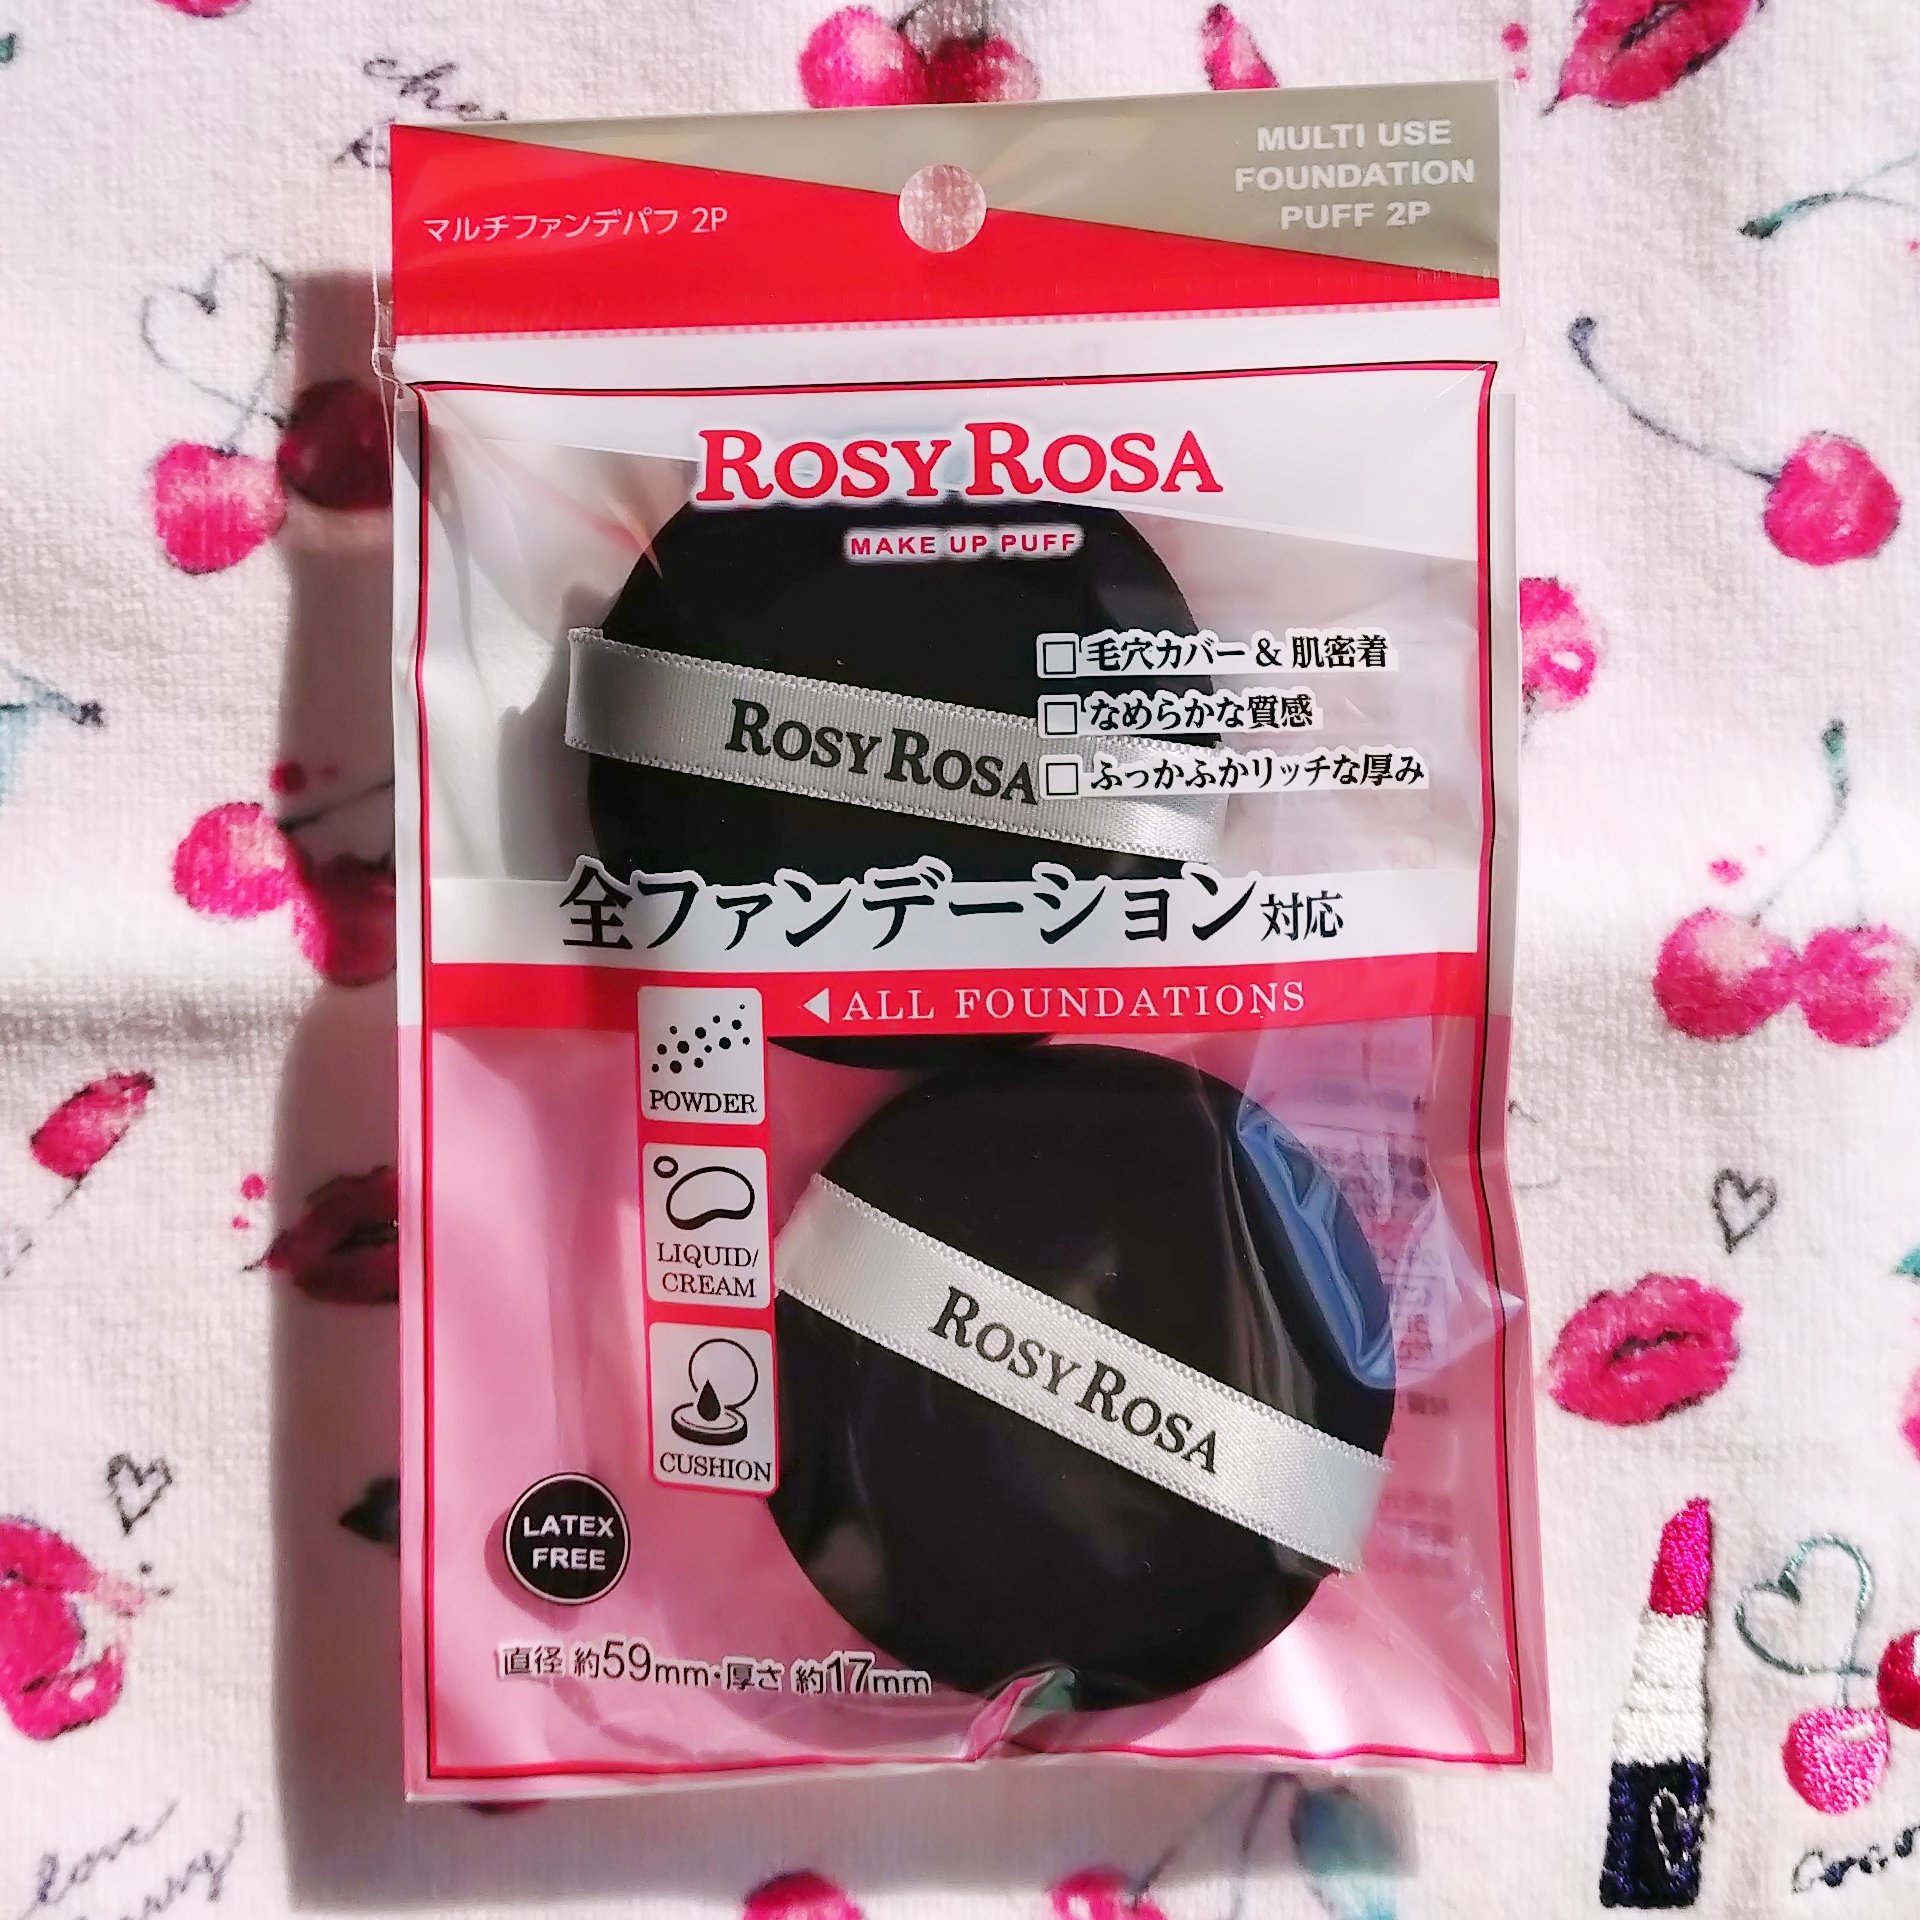 マルチファンデパフ 2P
MULTI USE
FOUNDATION
PUFF 2P
ROSY ROSA
MAKE UP PUFF
□毛穴カバー&肌密着
□なめらかな質感
□ふっかふかリッチな厚み
ROSY ROSA
全ファンデーション対応
◀ALL FOUNDATIONS
POWDER
LIQUID/
CREAM
CUSHION
ROSY ROSA
LATEX
FREE
直径 約59mm・厚さ 約17mm
love